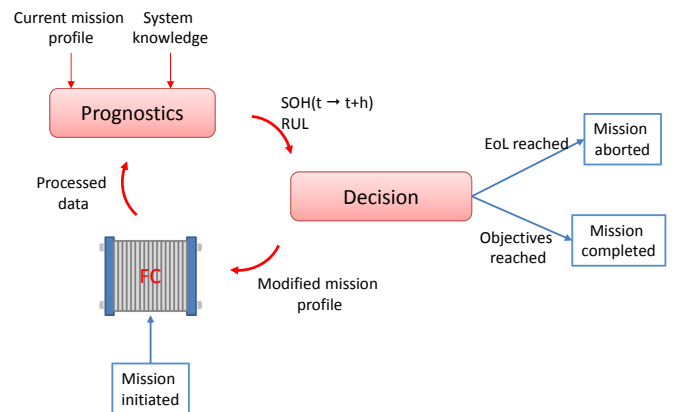 Current mission
profile
System
knowledge
Prognostics
SOH(t → t+h)
RUL
EoL reached
Mission
aborted
Processed
data
Decision
Objectives
reached
Mission
completed
FC
Modified mission
profile
Mission
initiated